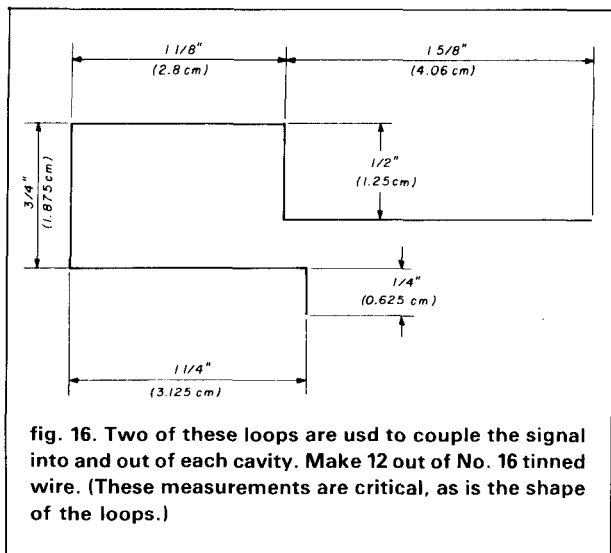 1 1/8"
(2.8 cm)
1 5/8"
(4.06 cm)
3/4"
(1.875 cm)
1/2"
(1.25cm)
1/4"
(0.625 cm)
1 1/4"
(3.125 cm)
fig. 16. Two of these loops are usd to couple the signal
into and out of each cavity. Make 12 out of No. 16 tinned
wire. (These measurements are critical, as is the shape
of the loops.)